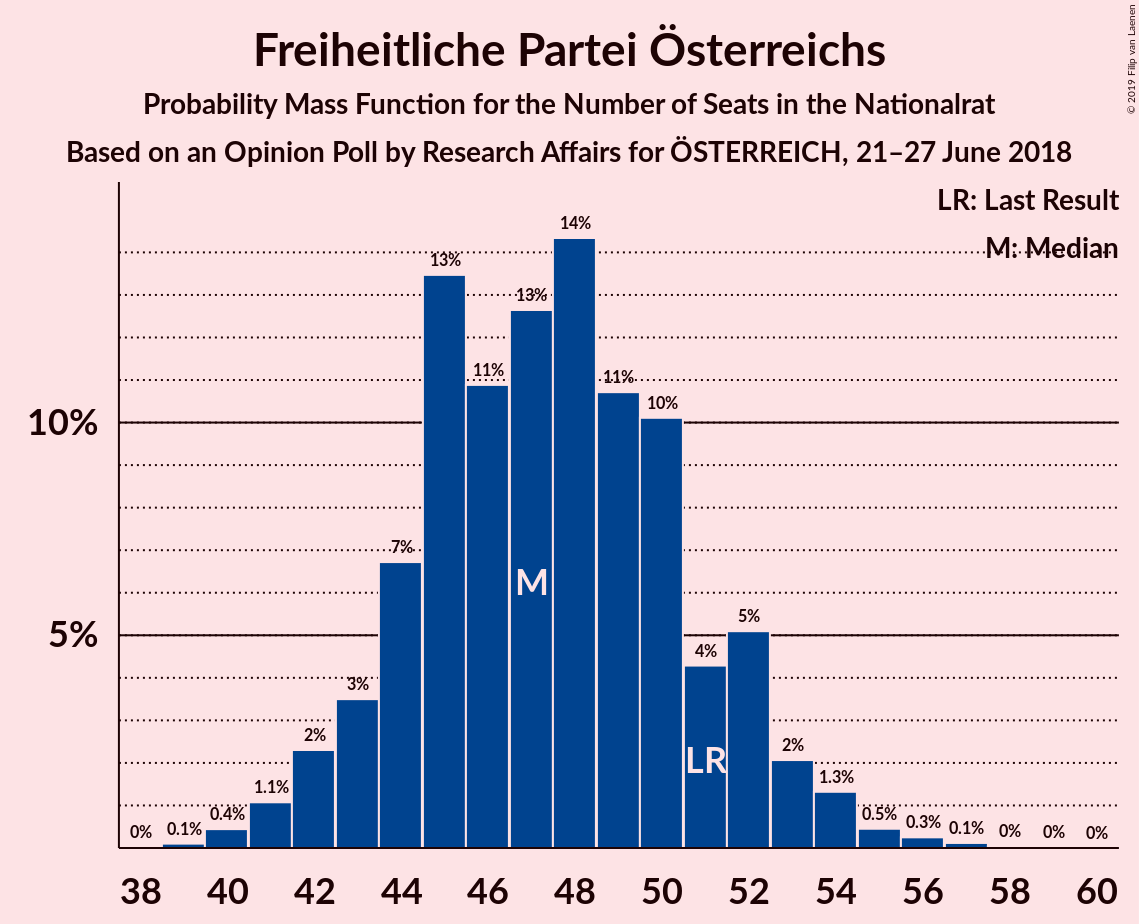 Freiheitliche Partei Österreichs
Probability Mass Function for the Number of Seats in the Nationalrat
Based on an Opinion Poll by Research Affairs for ÖSTERREICH, 21–27 June 2018
© 2019 Filip van Laenen
LR: Last Result
M: Median
14%
13%
13%
11%
11%
10%
10%
7%
M
5%
5%
4%
3%
LR
2%
2%
1.3%
1.1%
0.4%
0.5%
0.3%
0% 0.1%
0.1% 0% 0% 0%
38 40 42 44 46 48 50 52 54 56 58 60